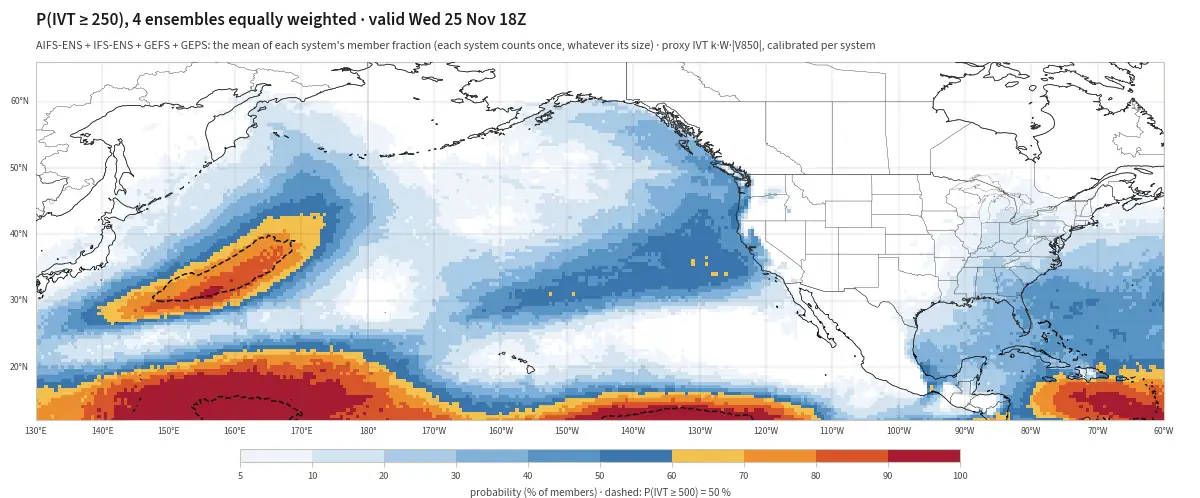 P(IVT ≥ 250), 4 ensembles equally weighted · valid Wed 25 Nov 18Z
AIFS-ENS + IFS-ENS + GEFS + GEPS: the mean of each system's member fraction (each system counts once, whatever its size) · proxy IVT k·W·|V850|, calibrated per system
60°N
50°N
40°N
30°N
20°N
130°E 140°E 150°E 160°E 170°E 180° 170°W 160°W 150°W 140°W 130°W 120°W 110°W 100°W 90°W 80°W 70°W 60°W
5 10 20 30 40 50 60 70 80 90 100
probability (% of members) · dashed: P(IVT ≥ 500) = 50 %